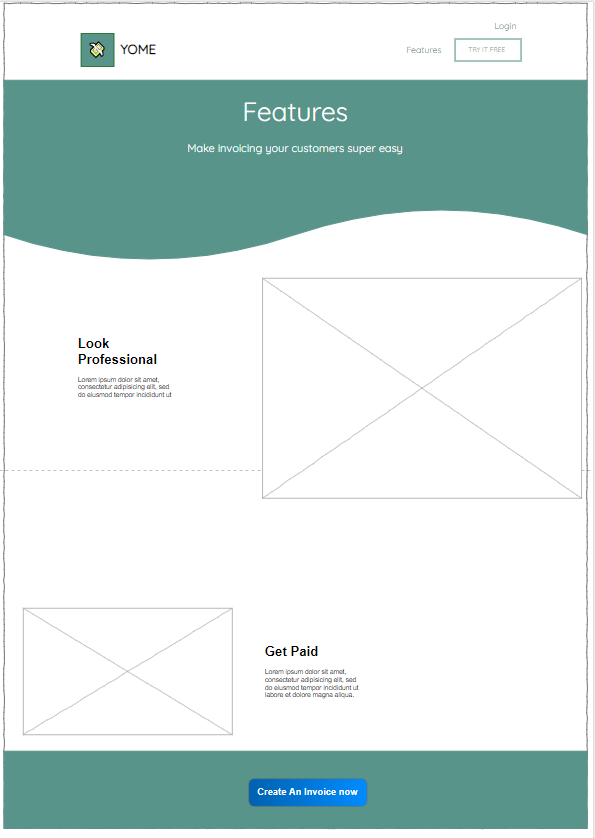 Login
YOME
Features
TRY IT FREE
Features
Make invoicing your customers super easy
Look
Professional
Lorem ipsum dolor sit amet,
consectetur adipisicing elit, sed
do eiusmod tempor incididunt ut
Get Paid
Lorem ipsum dolor sit amet,
consectetur adipisicing elit, sed
do eiusmod tempor incididunt ut
labore et dolore magna aliqua.
Create An Invoice now